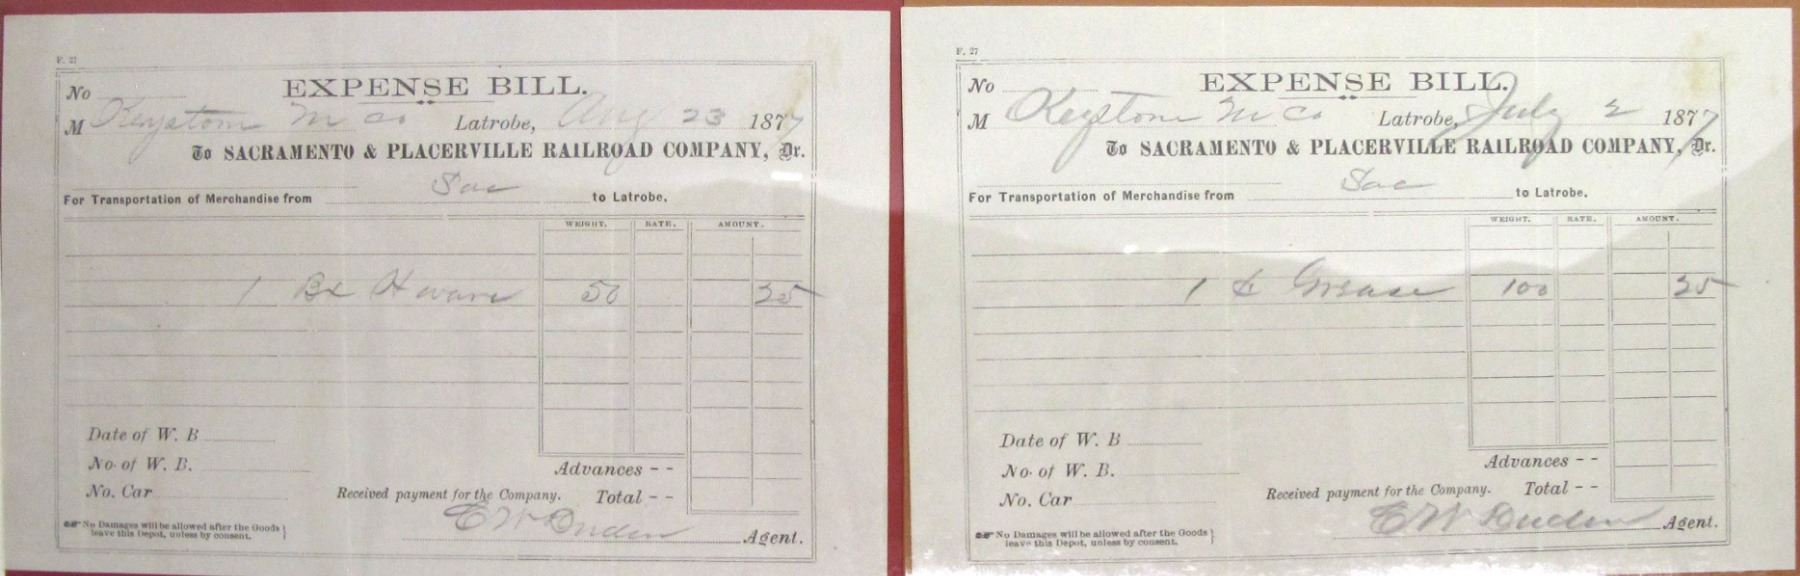 F. 27
EXPENSE BILL.
No
M Keystone M Co Latrobe, Aug 23 1877
To SACRAMENTO & PLACERVILLE RAILROAD COMPANY, Dr.
For Transportation of Merchandise from Sac to Latrobe.
WEIGHT. RATE. AMOUNT.
1 Bx H ware 50 25
Date of W. B
No. of W. B.
No. Car
Advances - -
Received payment for the Company. Total - -
No Damages will be allowed after the Goods
leave this Depot, unless by consent.
E W Agent.
F. 27
EXPENSE BILL.
No
M Keystone M Co Latrobe, July 2 1877
To SACRAMENTO & PLACERVILLE RAILROAD COMPANY, Dr.
For Transportation of Merchandise from Sac to Latrobe.
WEIGHT. RATE. AMOUNT.
1 Grease 100 25
Date of W. B
No. of W. B.
No. Car
Advances - -
Received payment for the Company. Total - -
No Damages will be allowed after the Goods
leave this Depot, unless by consent.
E W Agent.